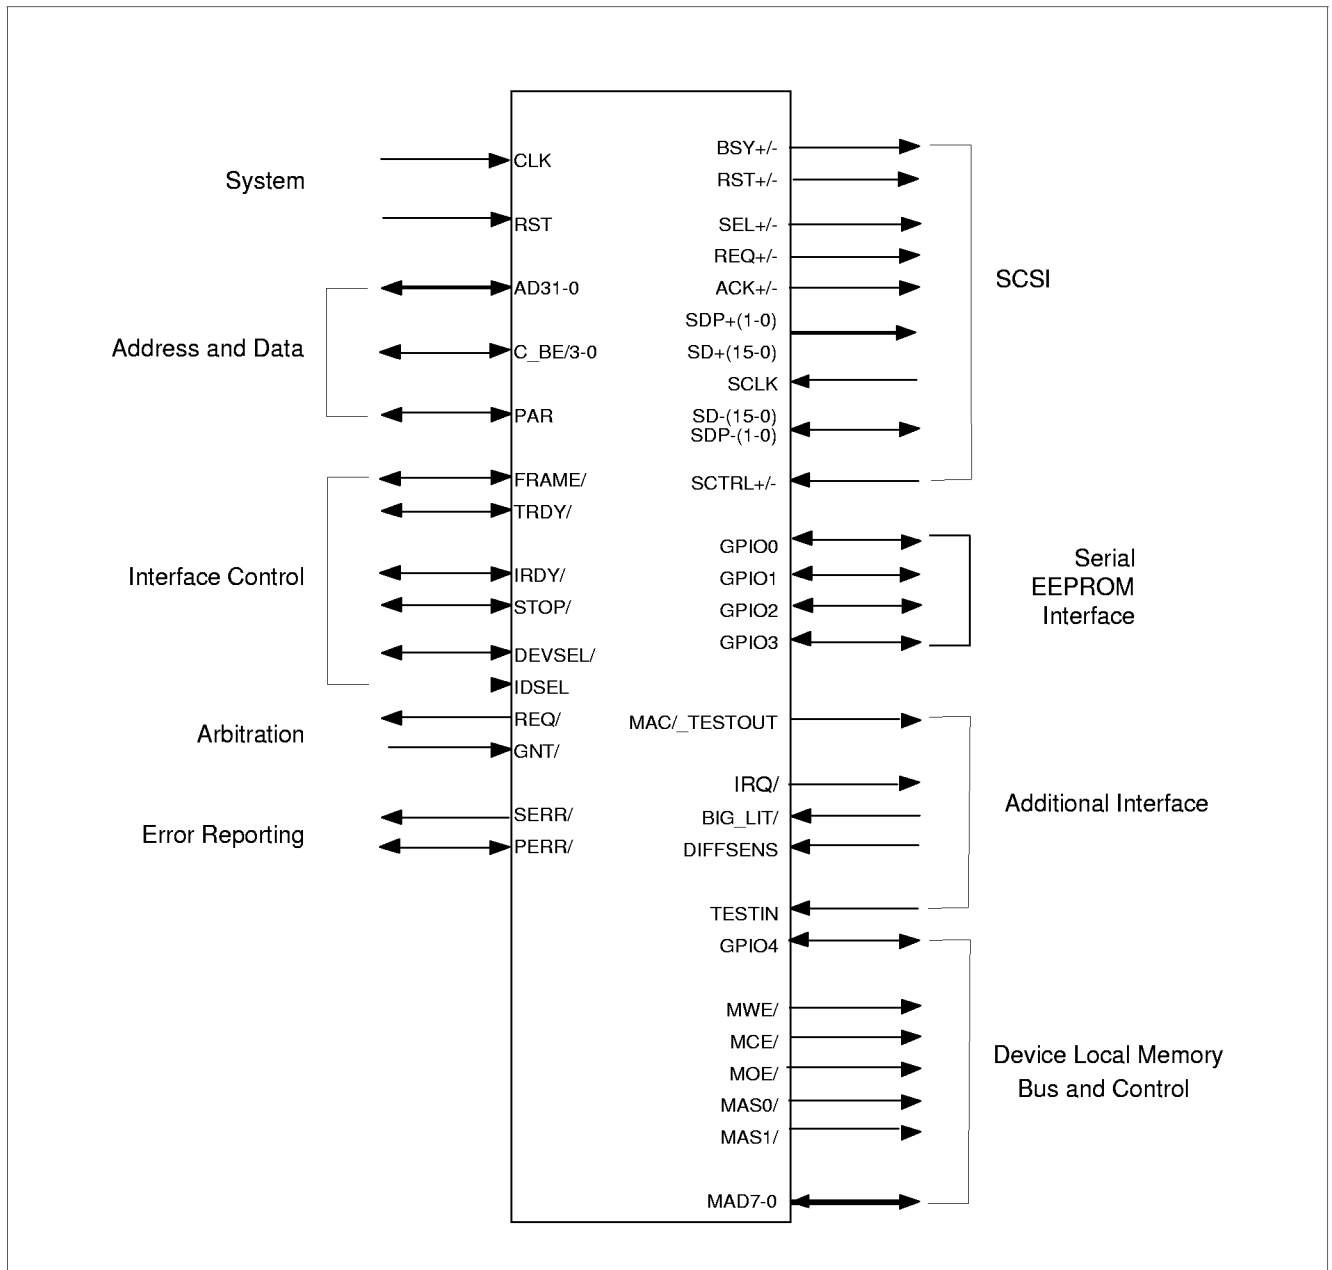 System
CLK
RST
Address and Data
AD31-0
C_BE/3-0
PAR
Interface Control
FRAME/
TRDY/
IRDY/
STOP/
DEVSEL/
IDSEL
Arbitration
REQ/
GNT/
Error Reporting
SERR/
PERR/
BSY+/-
RST+/-
SEL+/-
REQ+/-
ACK+/-
SDP+(1-0)
SD+(15-0)
SCLK
SD-(15-0)
SDP-(1-0)
SCTRL+/-
SCSI
GPIO0
GPIO1
GPIO2
GPIO3
Serial
EEPROM
Interface
MAC/_TESTOUT
IRQ/
BIG_LIT/
DIFFSENS
TESTIN
Additional Interface
GPIO4
MWE/
MCE/
MOE/
MAS0/
MAS1/
MAD7-0
Device Local Memory
Bus and Control